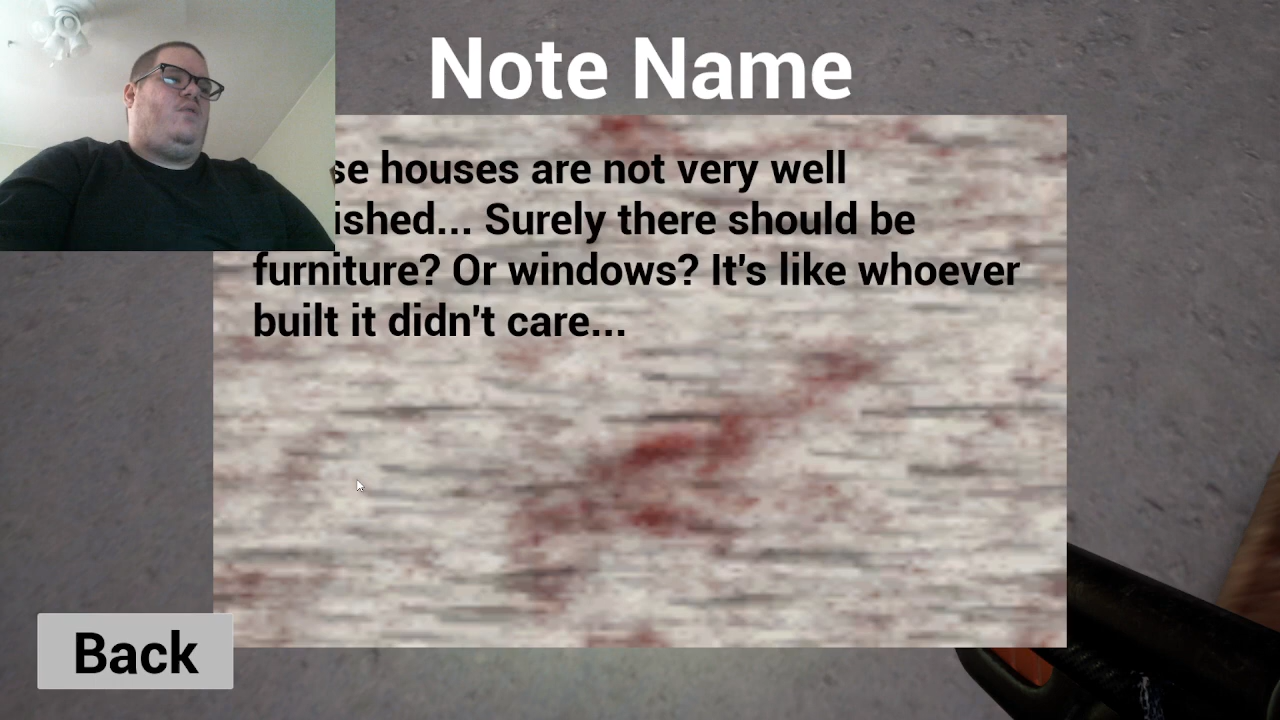 Note Name
se houses are not very well
ished... Surely there should be
furniture? Or windows? It's like whoever
built it didn't care...
Back